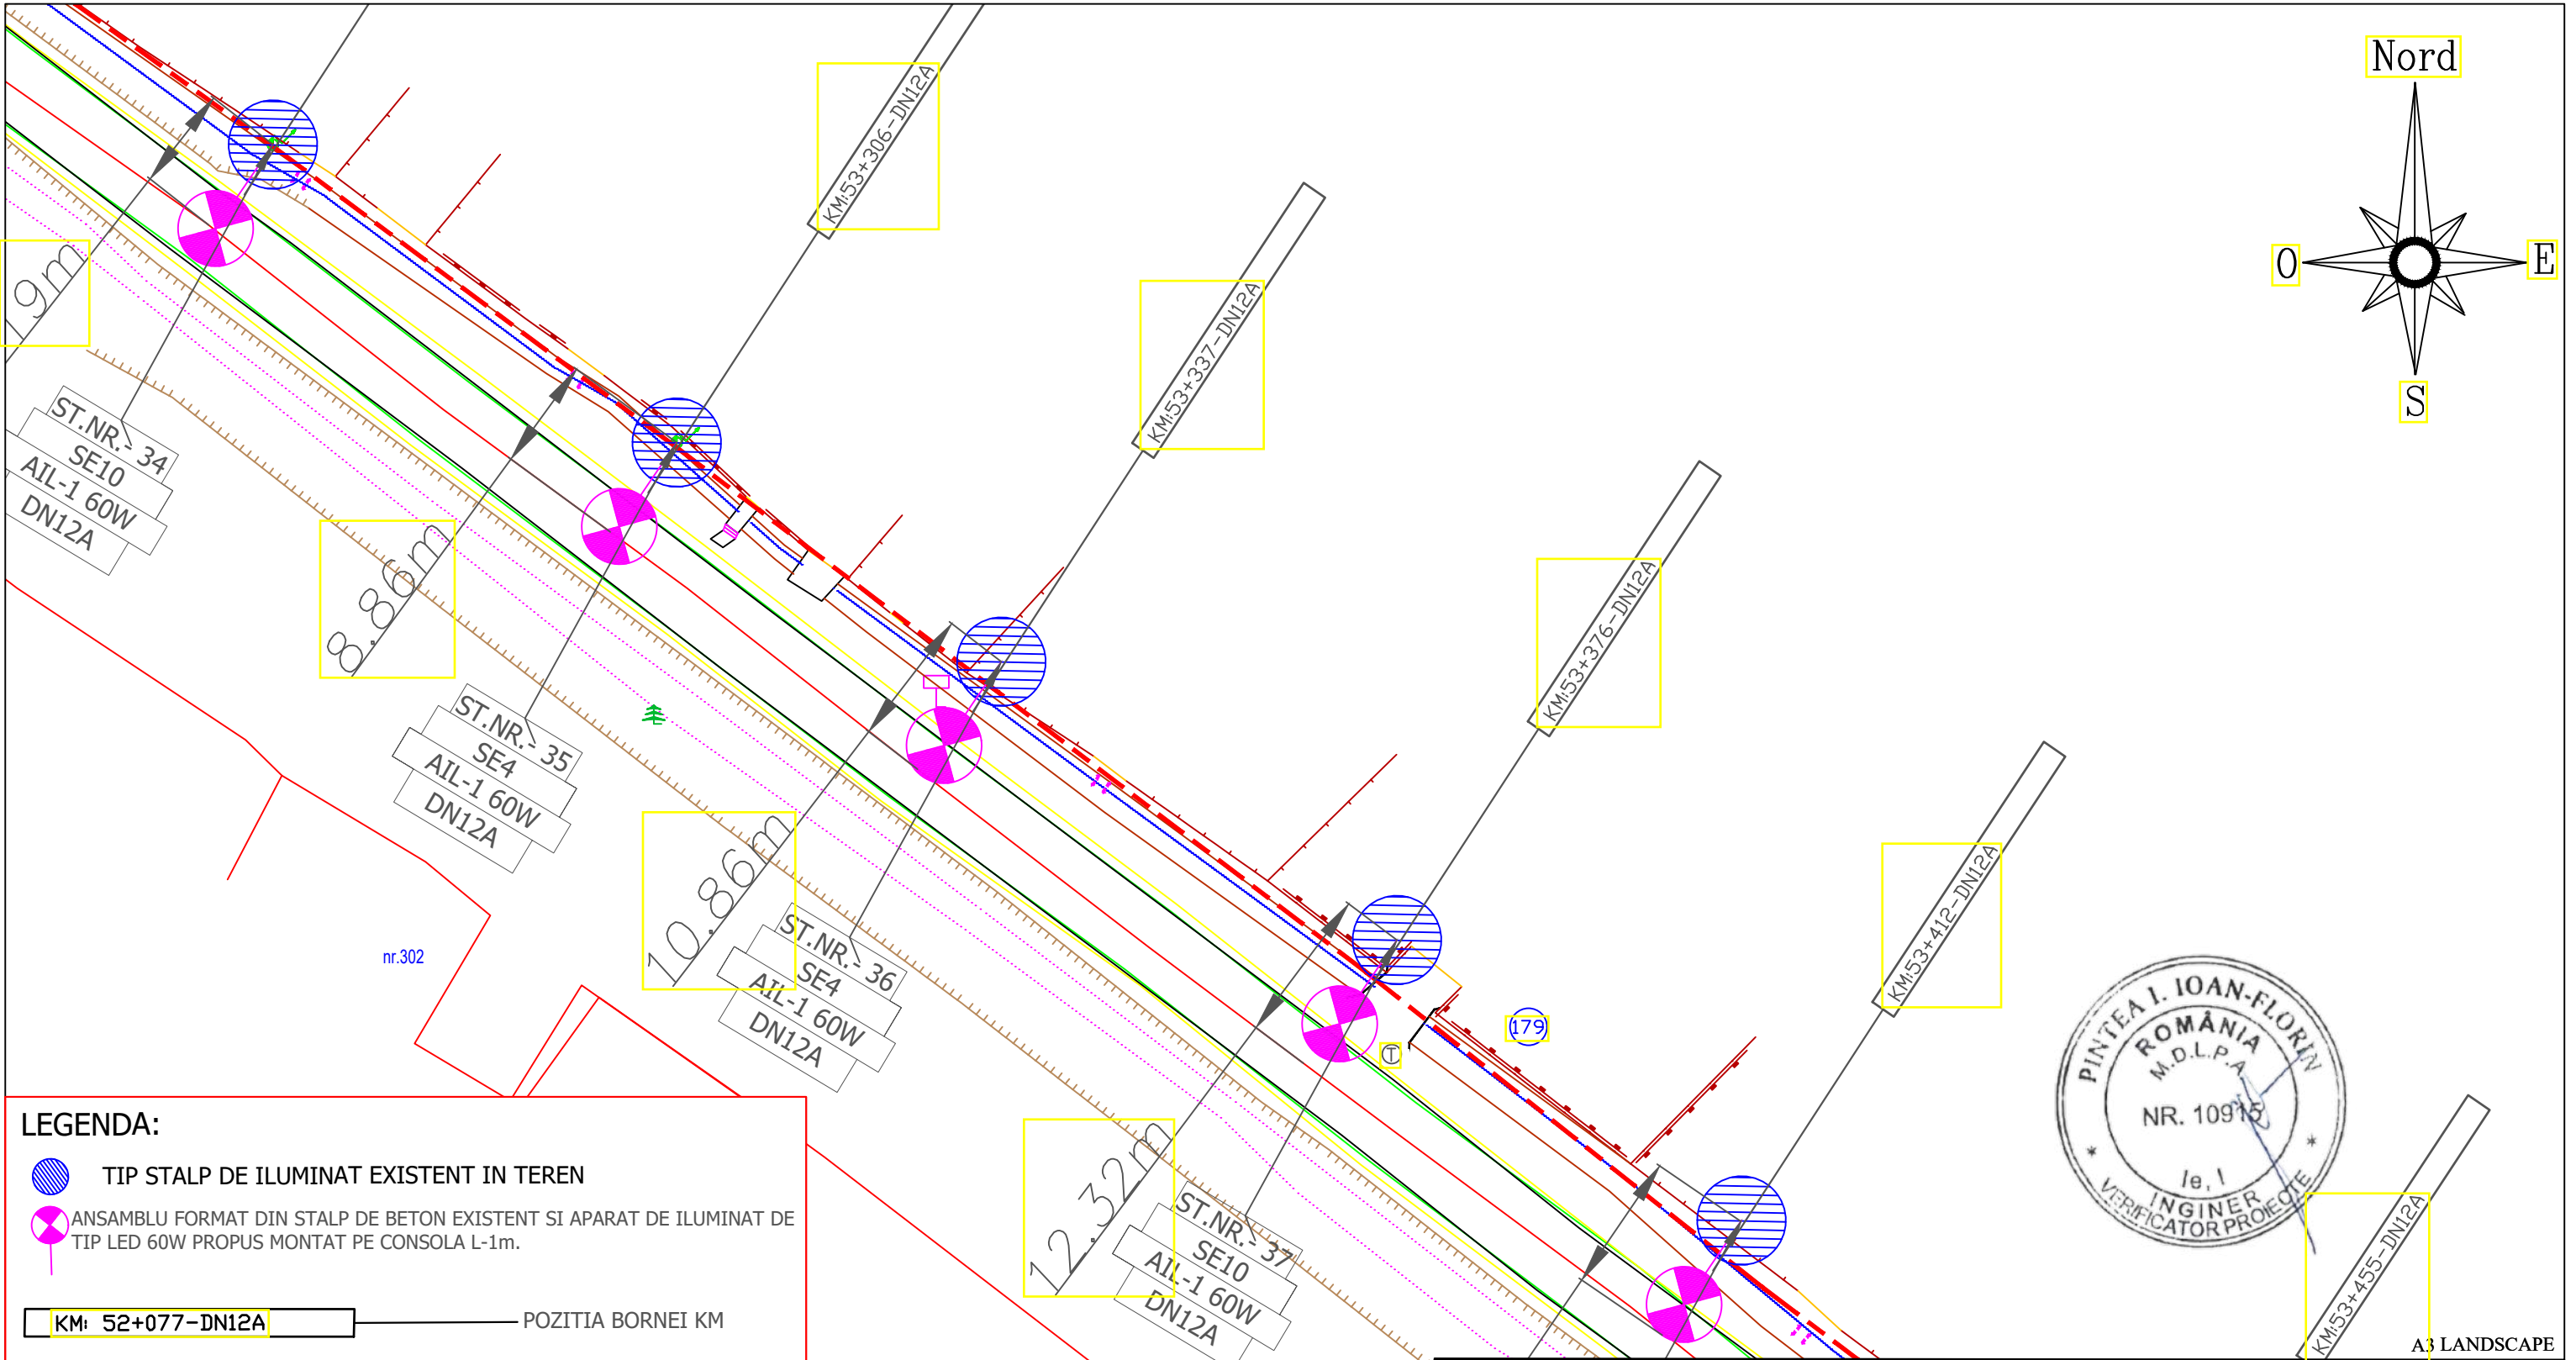 Nord
O
E
S
KM:53+306-DN12A
KM:53+337-DN12A
KM:53+376-DN12A
KM:53+412-DN12A
KM:53+455-DN12A
9m
ST.NR.- 34
SE10
AIL-1 60W
DN12A
8.86m
ST.NR.- 35
SE4
AIL-1 60W
DN12A
10.86m
ST.NR.- 36
SE4
AIL-1 60W
DN12A
12.32m
ST.NR.- 37
SE10
AIL-1 60W
DN12A
nr.302
179
T
PINTEA I. IOAN-FLORIN
ROMÂNIA
M.D.L.P.A.
NR. 10915
Ie, I
INGINER
VERIFICATOR PROIECTE
LEGENDA:
TIP STALP DE ILUMINAT EXISTENT IN TEREN
ANSAMBLU FORMAT DIN STALP DE BETON EXISTENT SI APARAT DE ILUMINAT DE
TIP LED 60W PROPUS MONTAT PE CONSOLA L-1m.
KM: 52+077-DN12A
POZITIA BORNEI KM
A3 LANDSCAPE